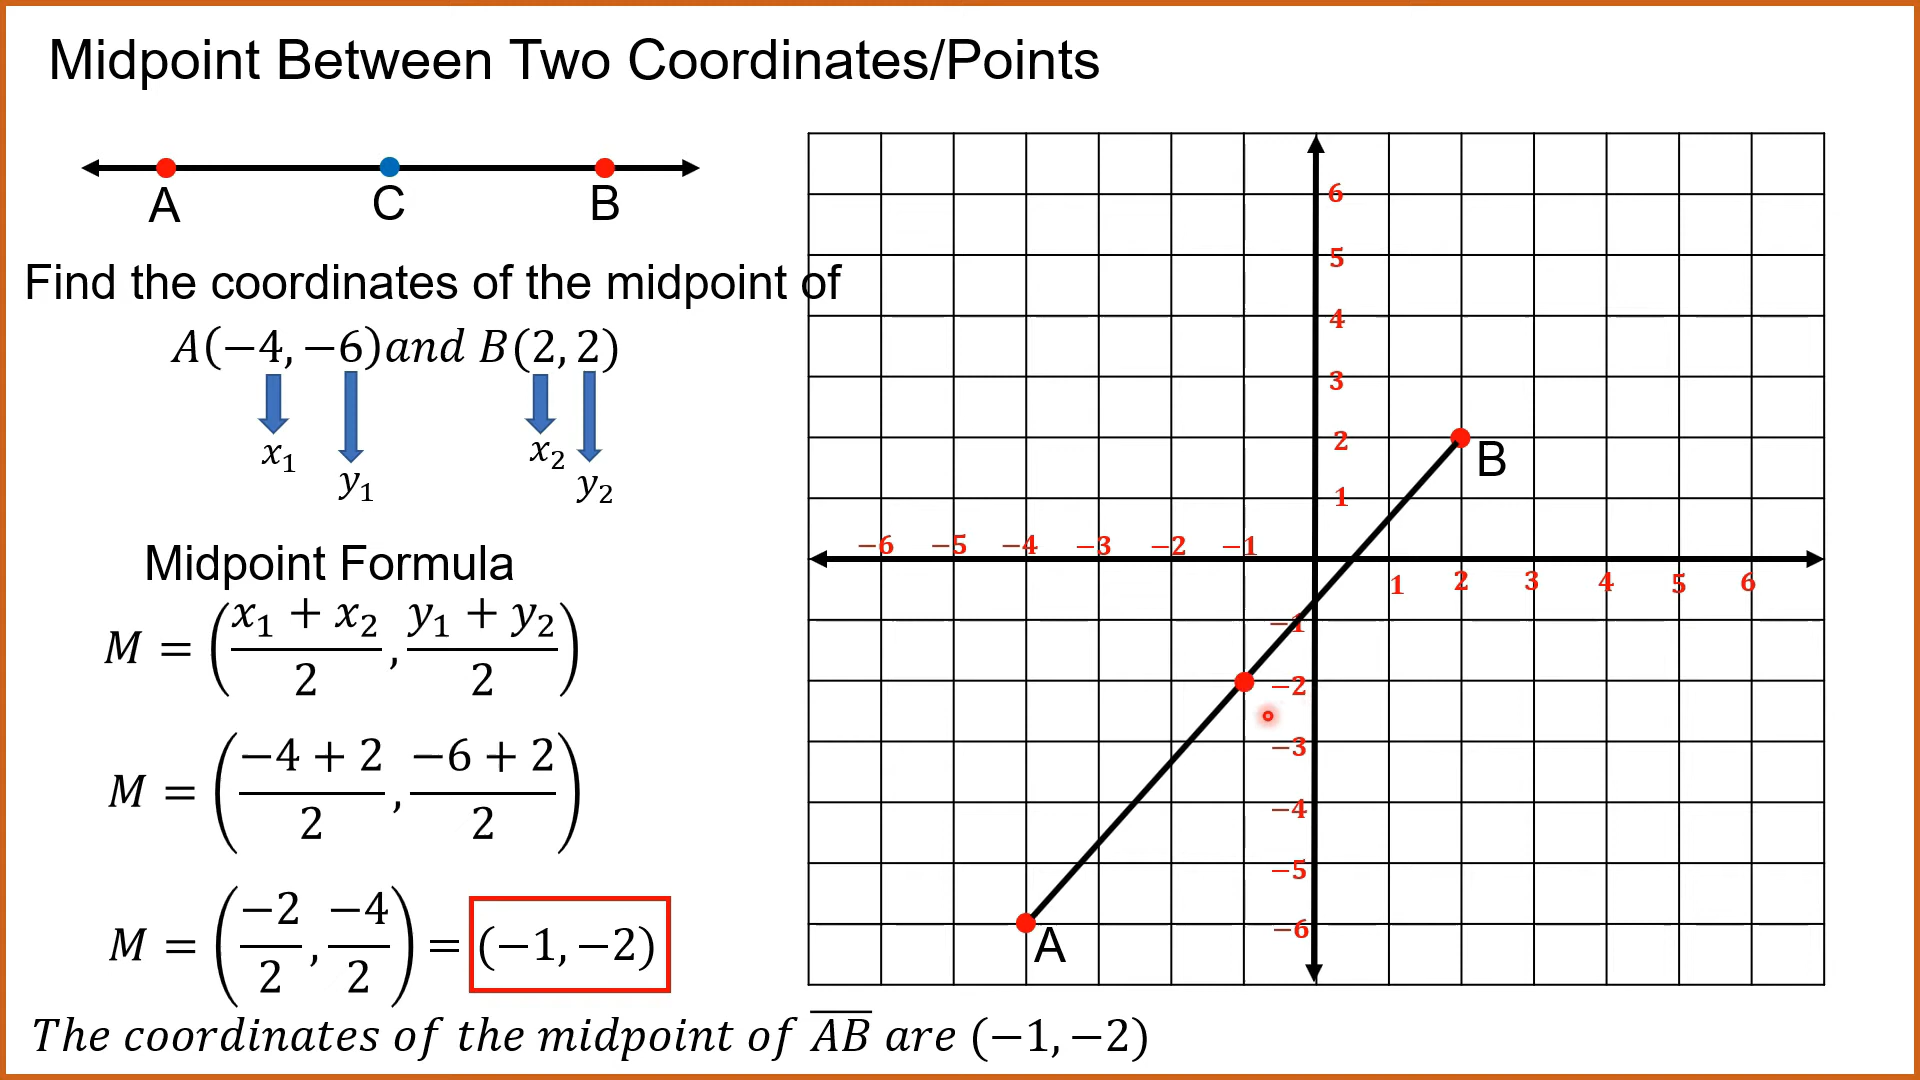 Midpoint Between Two Coordinates/Points
A C B
Find the coordinates of the midpoint of
A(−4, −6)and B(2, 2)
x₁ y₁ x₂ y₂
Midpoint Formula
M = ((x₁ + x₂)/2, (y₁ + y₂)/2)
M = ((−4 + 2)/2, (−6 + 2)/2)
M = (−2/2, −4/2) = (−1, −2)
The coordinates of the midpoint of A̅B̅ are (−1, −2)
6
5
4
3
2
B
1
−6 −5 −4 −3 −2 −1
1 2 3 4 5 6
−1
−2
−3
−4
−5
−6
A